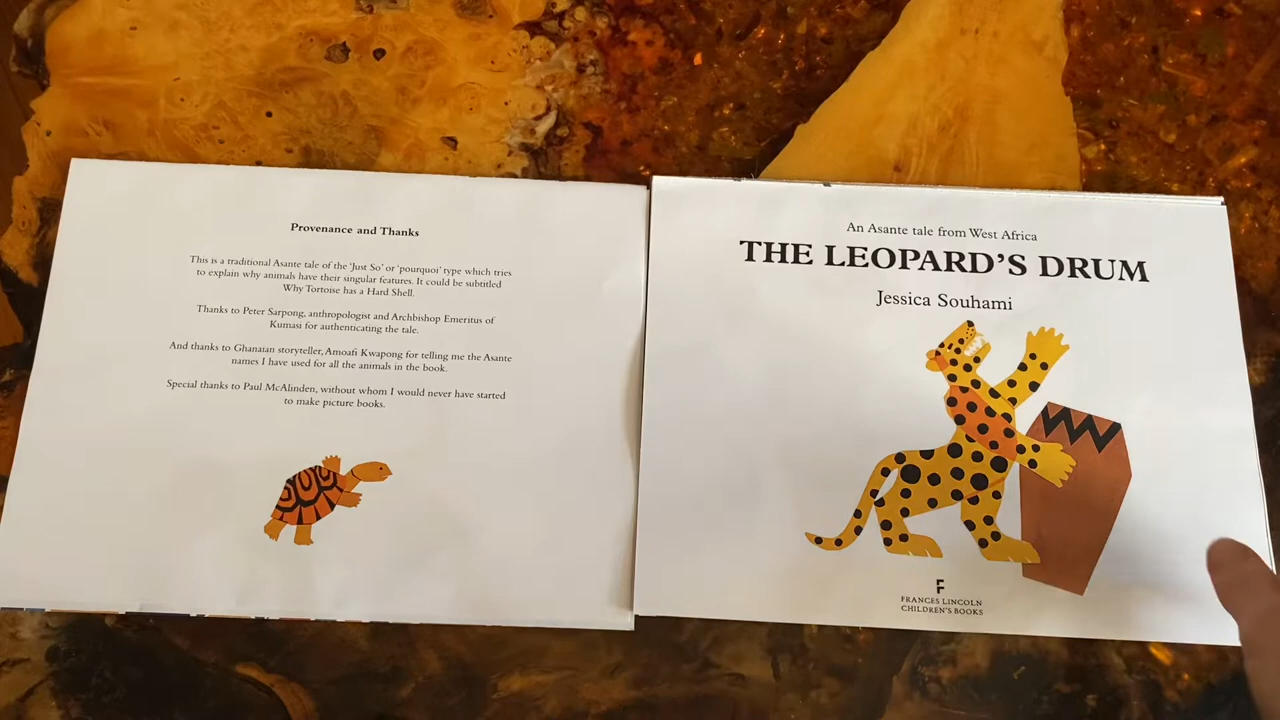 Provenance and Thanks
This is a traditional Asante tale of the 'Just So' or 'pourquoi' type which tries
to explain why animals have their singular features. It could be subtitled
Why Tortoise has a Hard Shell.
Thanks to Peter Sarpong, anthropologist and Archbishop Emeritus of
Kumasi for authenticating the tale.
And thanks to Ghanaian storyteller, Amoafi Kwapong for telling me the Asante
names I have used for all the animals in the book.
Special thanks to Paul McAlinden, without whom I would never have started
to make picture books.
An Asante tale from West Africa
THE LEOPARD'S DRUM
Jessica Souhami
FRANCES LINCOLN
CHILDREN'S BOOKS